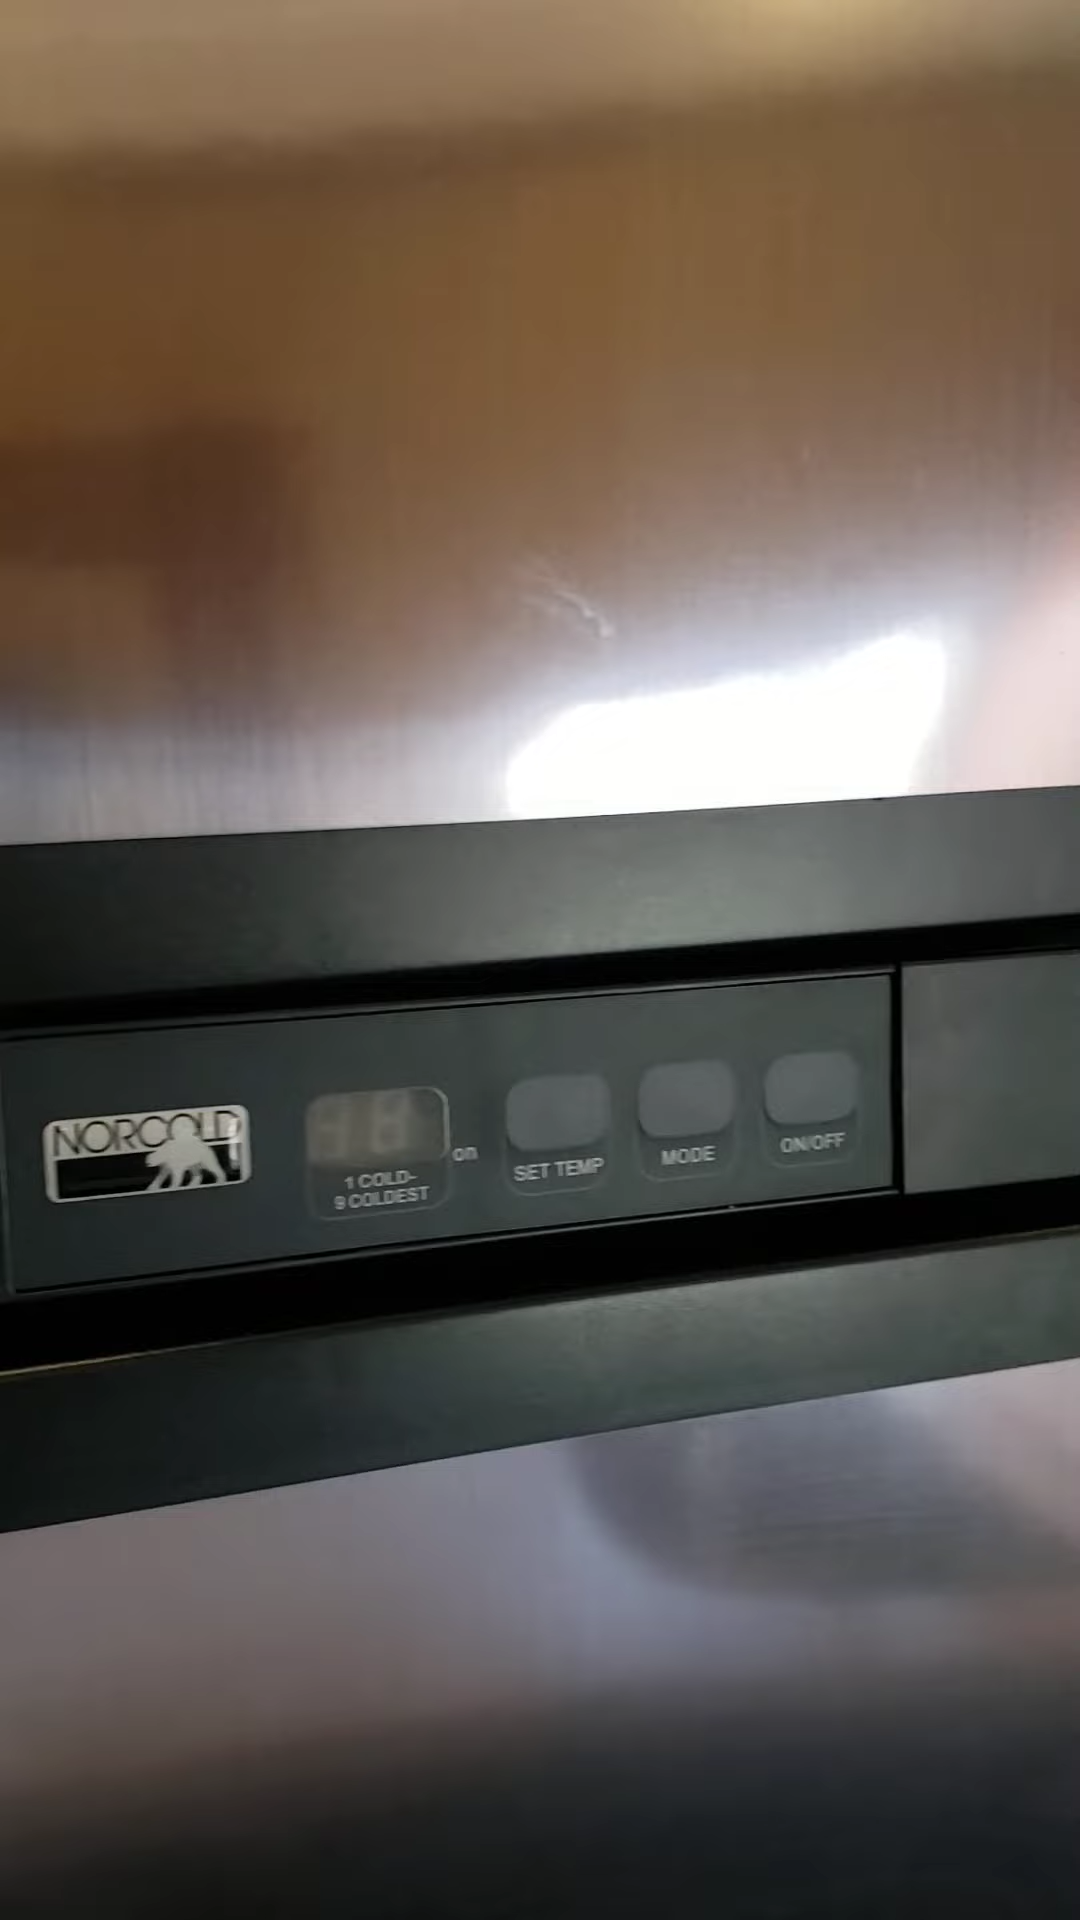 NORCOLD
1 COLD-
9 COLDEST
on
SET TEMP
MODE
ON/OFF